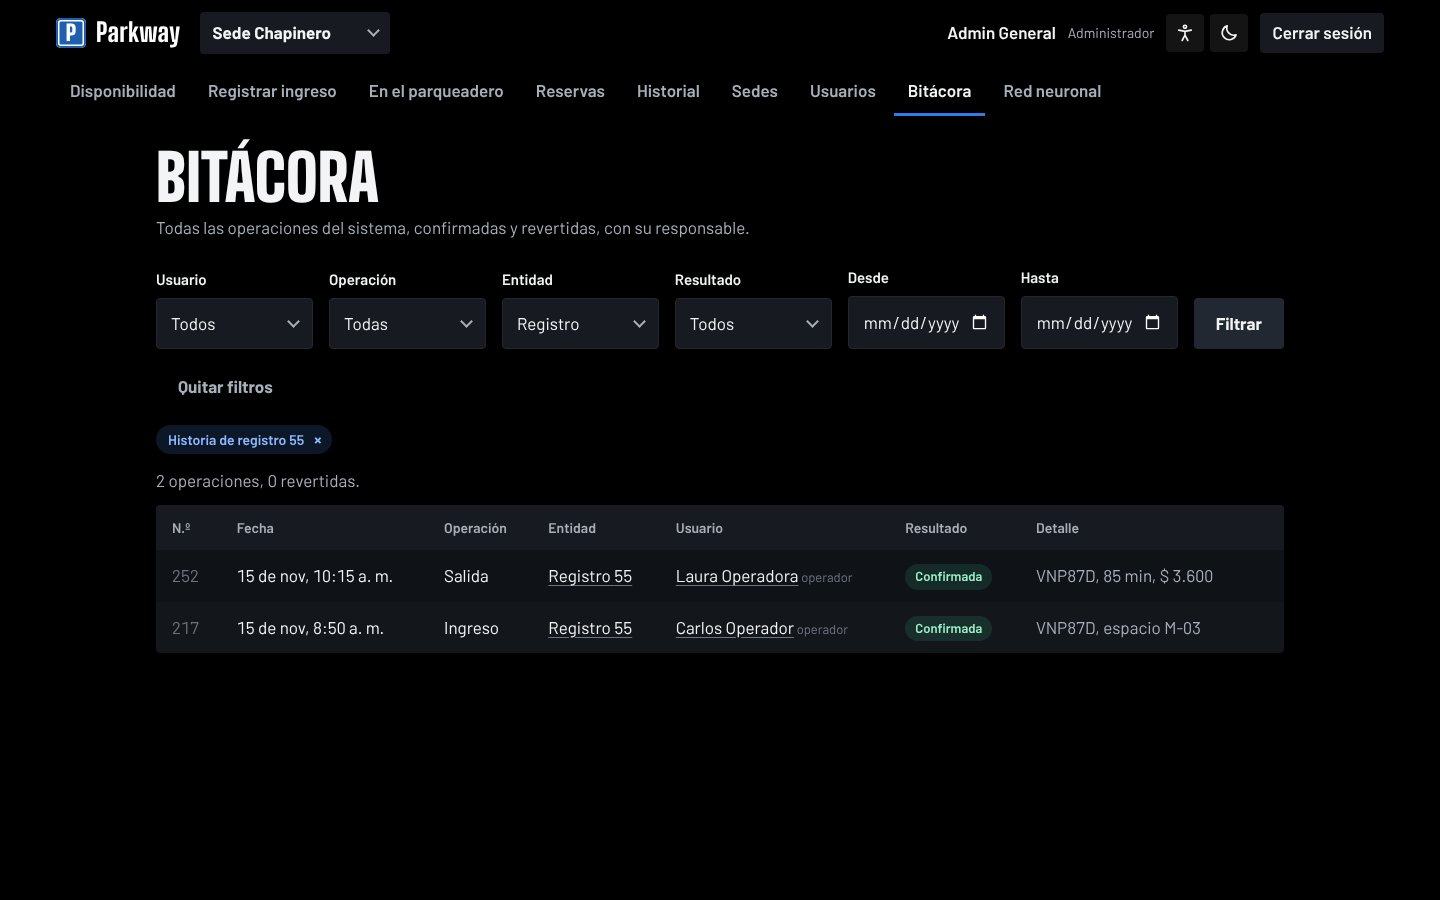 P Parkway Sede Chapinero Admin General Administrador Cerrar sesión
Disponibilidad Registrar ingreso En el parqueadero Reservas Historial Sedes Usuarios Bitácora Red neuronal
BITÁCORA
Todas las operaciones del sistema, confirmadas y revertidas, con su responsable.
Usuario Operación Entidad Resultado Desde Hasta
Todos Todas Registro Todos mm/dd/yyyy mm/dd/yyyy Filtrar
Quitar filtros
Historia de registro 55 ×
2 operaciones, 0 revertidas.
N.º Fecha Operación Entidad Usuario Resultado Detalle
252 15 de nov, 10:15 a. m. Salida Registro 55 Laura Operadora operador Confirmada VNP87D, 85 min, $ 3.600
217 15 de nov, 8:50 a. m. Ingreso Registro 55 Carlos Operador operador Confirmada VNP87D, espacio M-03